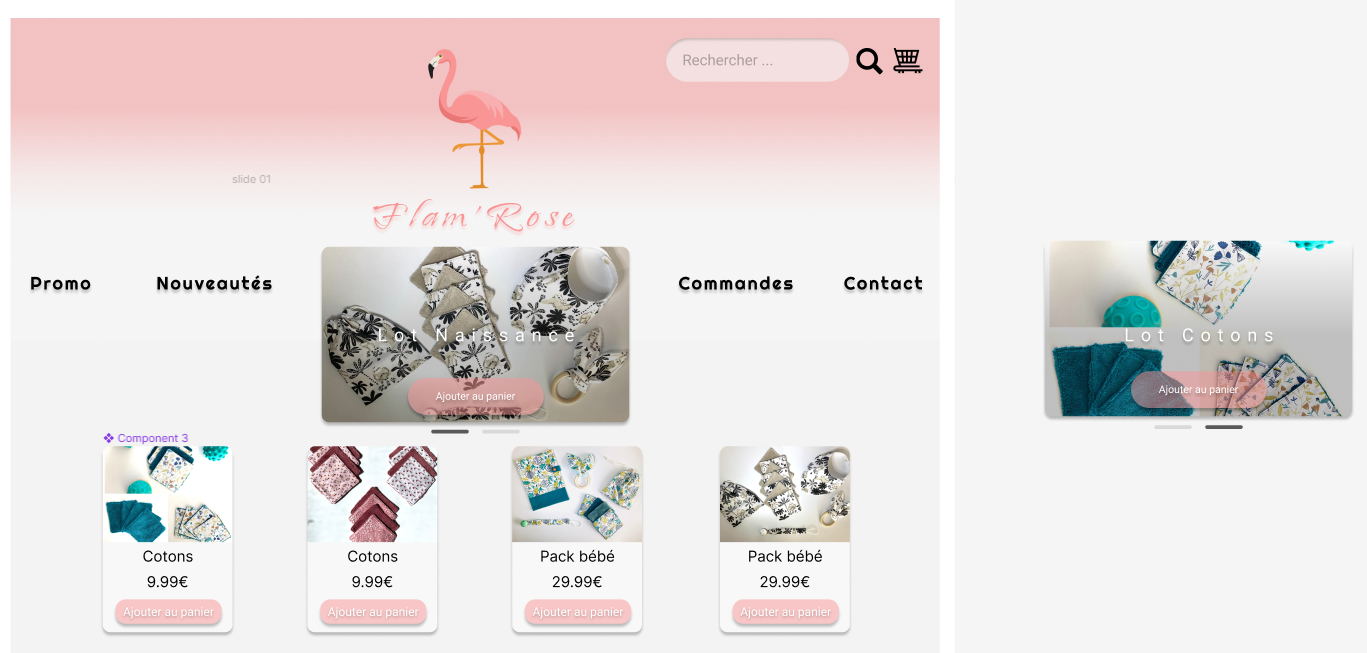 Rechercher ...
slide 01
Flam'Rose
Promo
Nouveautés
Commandes
Contact
Lot Naissance
Ajouter au panier
Lot Cotons
Ajouter au panier
Component 3
Cotons
9.99€
Ajouter au panier
Cotons
9.99€
Ajouter au panier
Pack bébé
29.99€
Ajouter au panier
Pack bébé
29.99€
Ajouter au panier